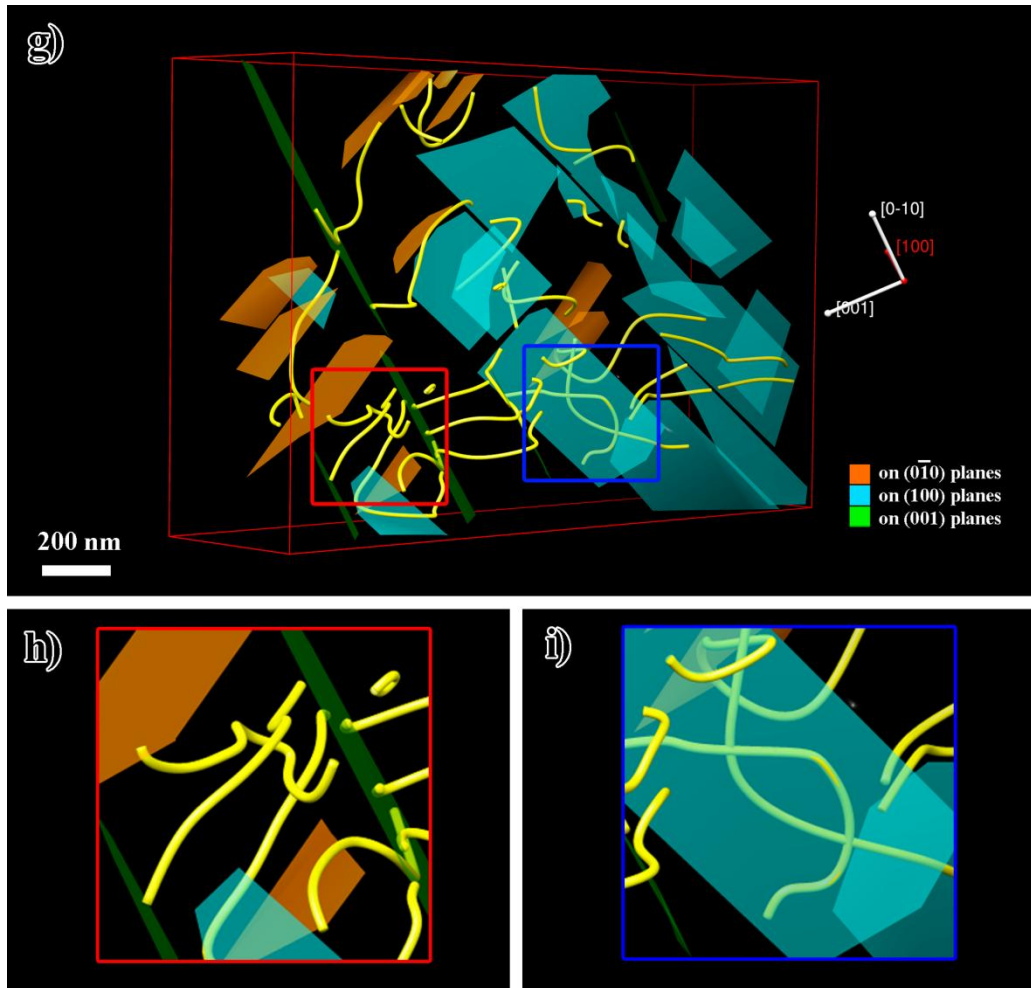 g)
[0-10]
[100]
[001]
on (01̅0) planes
on (100) planes
on (001) planes
200 nm
h)
i)